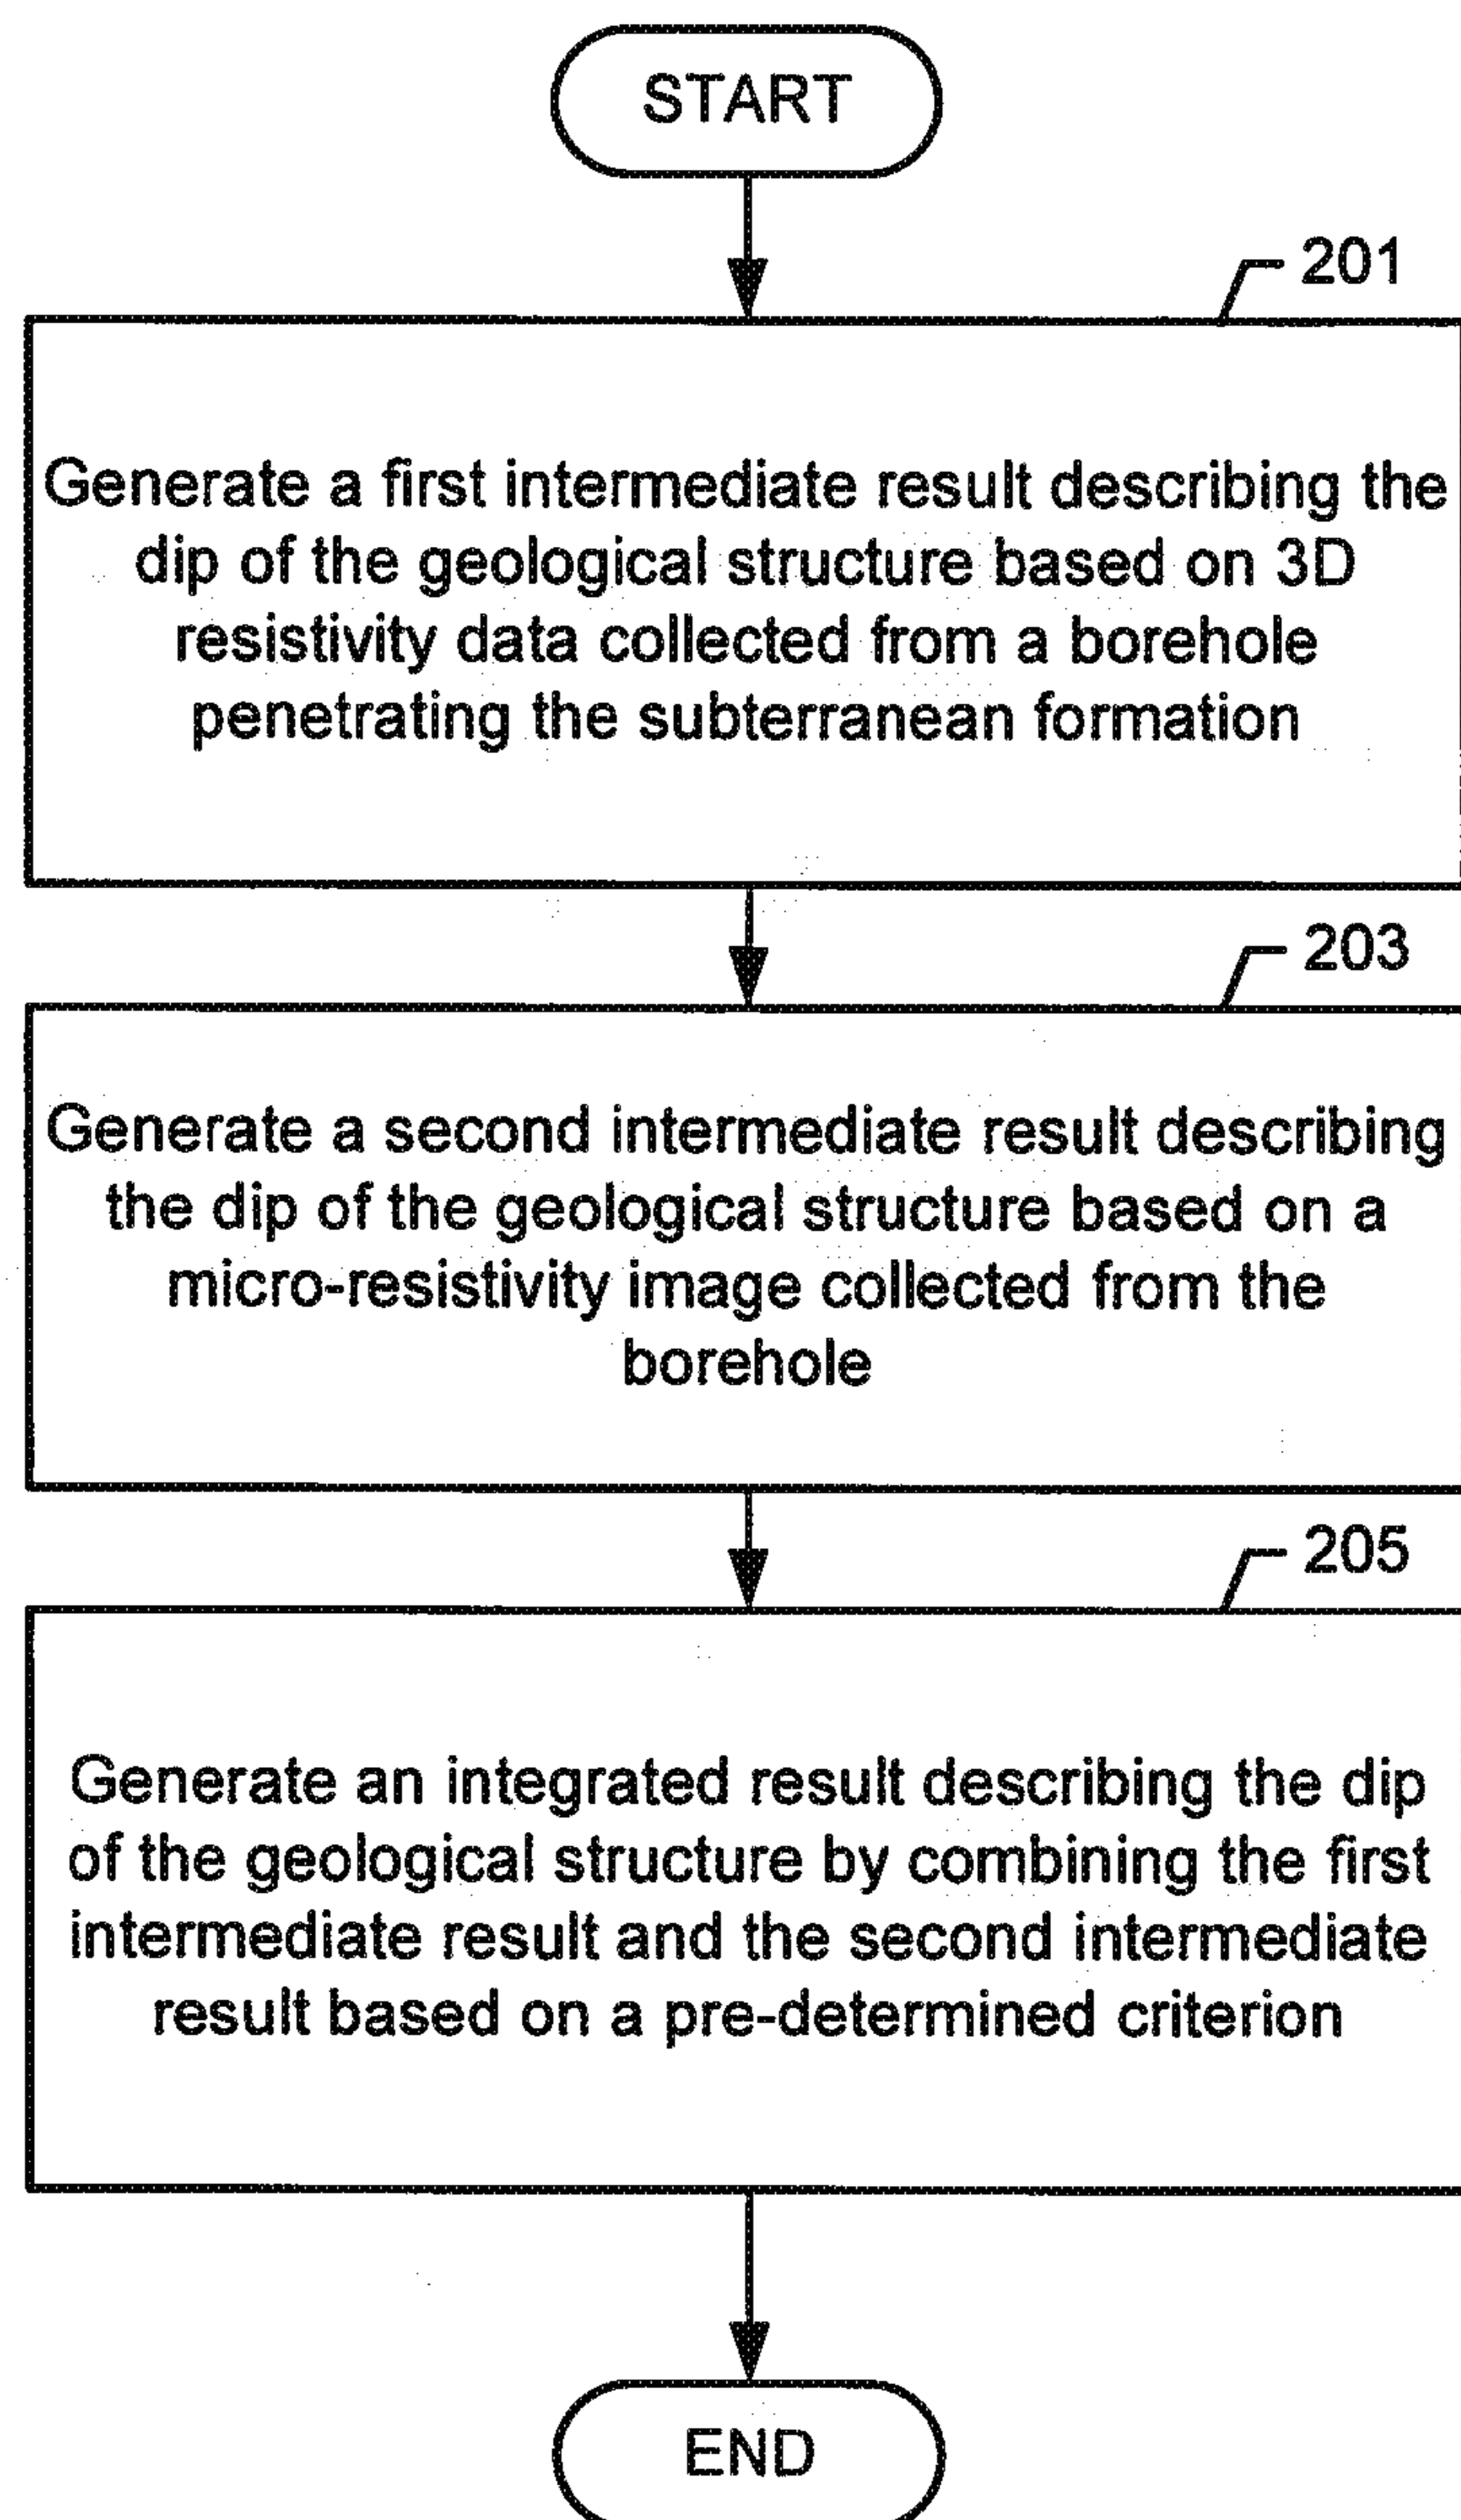 START
201
Generate a first intermediate result describing the
dip of the geological structure based on 3D
resistivity data collected from a borehole
penetrating the subterranean formation
203
Generate a second intermediate result describing
the dip of the geological structure based on a
micro-resistivity image collected from the
borehole
205
Generate an integrated result describing the dip
of the geological structure by combining the first
intermediate result and the second intermediate
result based on a pre-determined criterion
END